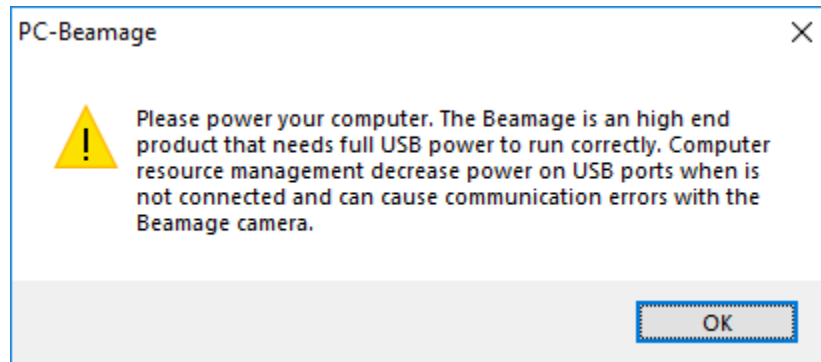 PC-Beamage
Please power your computer. The Beamage is an high end
product that needs full USB power to run correctly. Computer
resource management decrease power on USB ports when is
not connected and can cause communication errors with the
Beamage camera.
OK